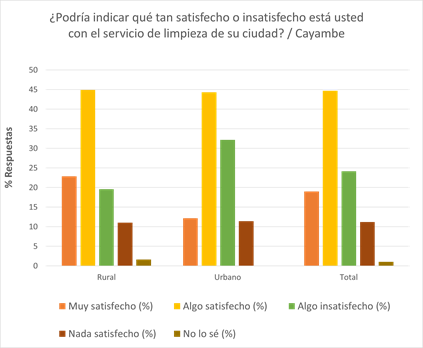 ¿Podría indicar qué tan satisfecho o insatisfecho está usted
con el servicio de limpieza de su ciudad? / Cayambe
% Respuestas
50
45
40
35
30
25
20
15
10
5
0
Rural Urbano Total
Muy satisfecho (%) Algo satisfecho (%) Algo insatisfecho (%)
Nada satisfecho (%) No lo sé (%)